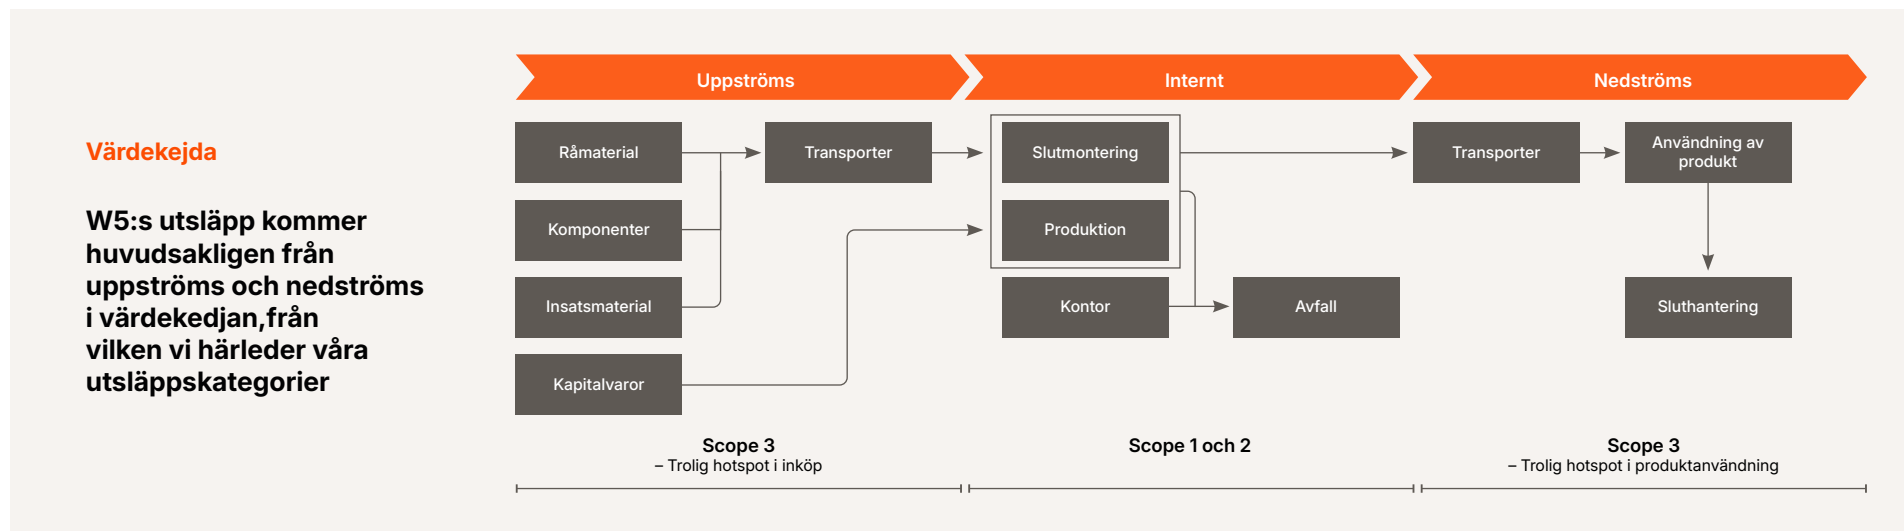 Värdekejda
W5:s utsläpp kommer
huvudsakligen från
uppströms och nedströms
i värdekedjan,från
vilken vi härleder våra
utsläppskategorier
Uppströms
Internt
Nedströms
Råmaterial
Transporter
Slutmontering
Transporter
Användning av
produkt
Komponenter
Produktion
Insatsmaterial
Kontor
Avfall
Sluthantering
Kapitalvaror
Scope 3
– Trolig hotspot i inköp
Scope 1 och 2
Scope 3
– Trolig hotspot i produktanvändning